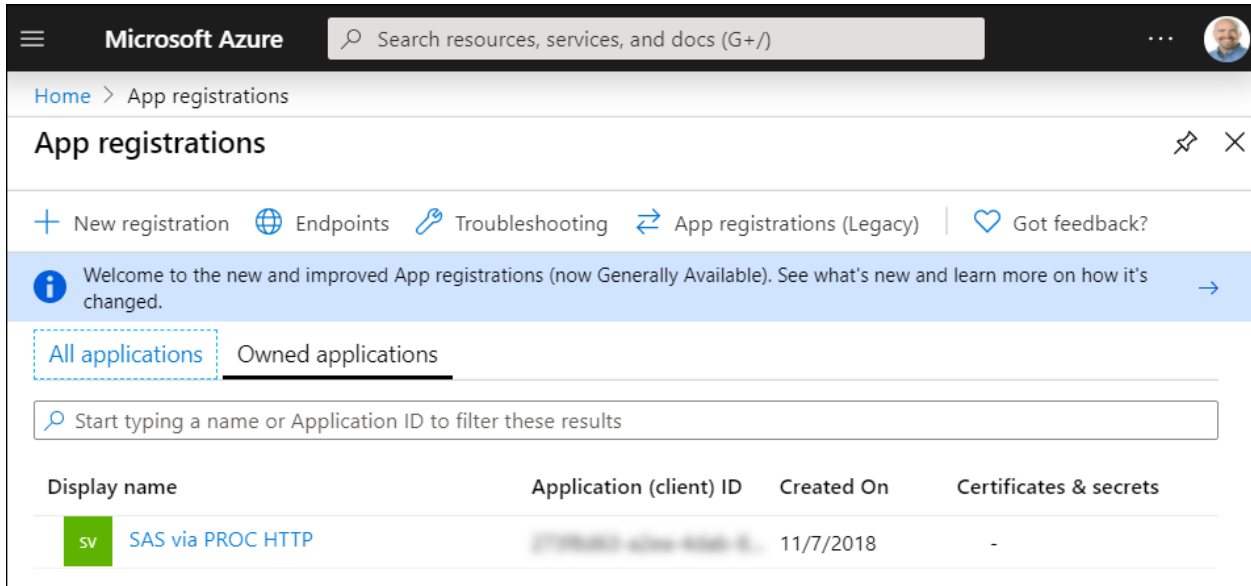 Microsoft Azure
Search resources, services, and docs (G+/)
...
Home > App registrations
App registrations
New registration
Endpoints
Troubleshooting
App registrations (Legacy)
Got feedback?
Welcome to the new and improved App registrations (now Generally Available). See what's new and learn more on how it's
changed.
All applications
Owned applications
Start typing a name or Application ID to filter these results
Display name
Application (client) ID
Created On
Certificates & secrets
SV
SAS via PROC HTTP
11/7/2018
-